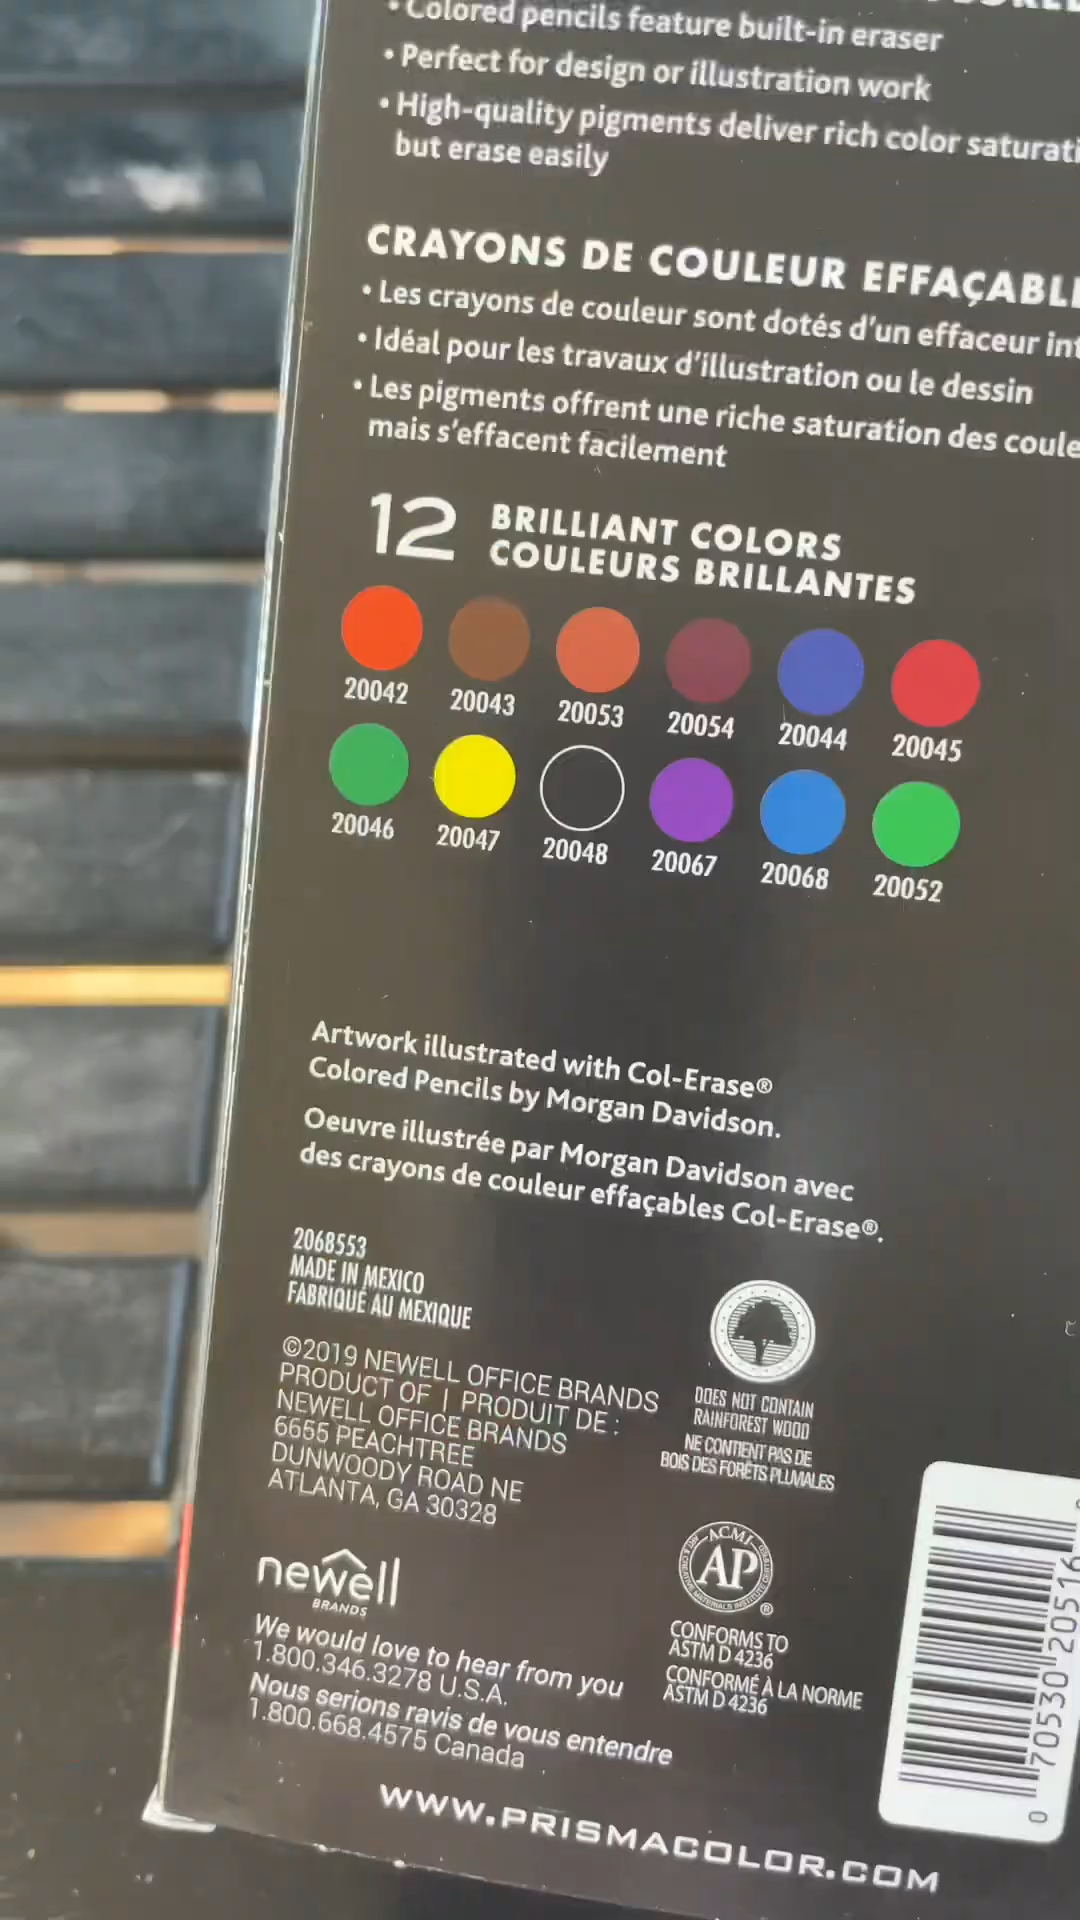 • Colored pencils feature built-in eraser
• Perfect for design or illustration work
• High-quality pigments deliver rich color
but erase easily
CRAYONS DE COULEUR
• Les crayons de couleur sont dotés d'un effaceur
• Idéal pour les travaux d'illustration ou le dessin
• Les pigments offrent une riche saturation des
mais s'effacent facilement
12 BRILLIANT COLORS
COULEURS BRILLANTES
20042 20043 20053 20054 20044 20045
20046 20047 20048 20067 20068 20052
Artwork illustrated with Col-Erase®
Colored Pencils by Morgan Davidson.
Oeuvre illustrée par Morgan Davidson avec
des crayons de couleur effaçables Col-Erase®.
2068553
MADE IN MEXICO
FABRIQUÉ AU MEXIQUE
©2019 NEWELL OFFICE BRANDS
PRODUCT OF | PRODUIT DE :
NEWELL OFFICE BRANDS
6655 PEACHTREE
DUNWOODY ROAD NE
ATLANTA, GA 30328
DOES NOT CONTAIN
RAINFOREST WOOD
NE CONTIENT PAS DE
BOIS DES FORÊTS PLUVIALES
newell
BRANDS
ACMI
AP
®
CONFORMS TO
ASTM D 4236
CONFORMÉ À LA NORME
ASTM D 4236
We would love to hear from you
1.800.346.3278 U.S.A.
Nous serions ravis de vous entendre
1.800.668.4575 Canada
0 70530 20516
WWW.PRISMACOLOR.COM